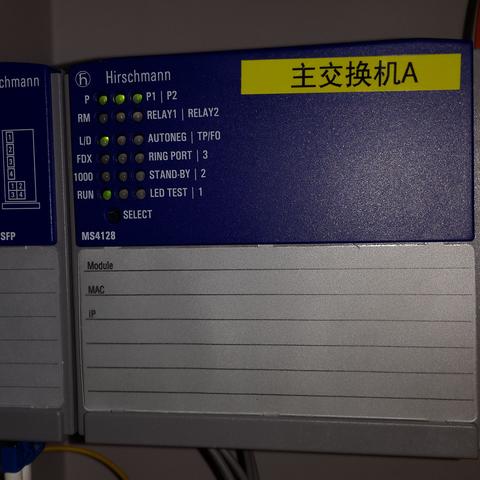 chmann
SFP
Hirschmann
主交换机A
P P1 | P2
RM RELAY1 | RELAY2
L/D AUTONEG | TP/FO
FDX RING PORT | 3
1000 STAND-BY | 2
RUN LED TEST | 1
SELECT
MS4128
Module
MAC
IP